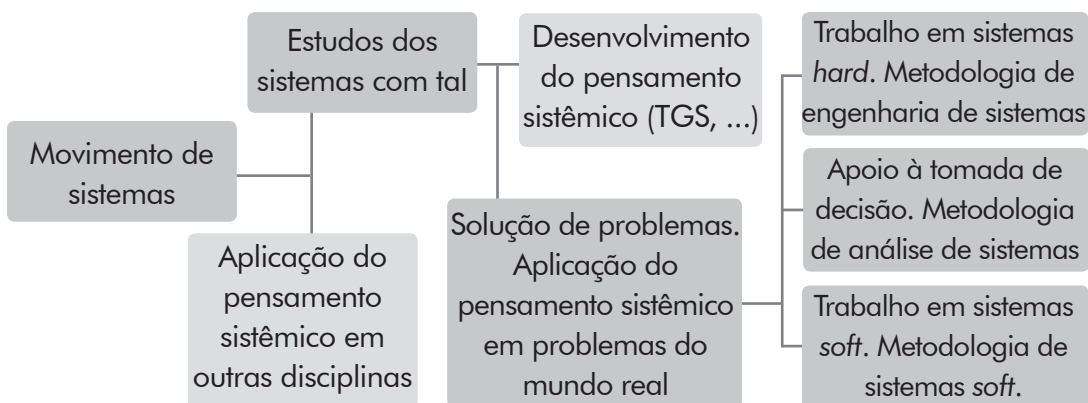 Movimento de
sistemas
Estudos dos
sistemas com tal
Aplicação do
pensamento
sistêmico em
outras disciplinas
Desenvolvimento
do pensamento
sistêmico (TGS, ...)
Solução de problemas.
Aplicação do
pensamento sistêmico
em problemas do
mundo real
Trabalho em sistemas
hard. Metodologia de
engenharia de sistemas
Apoio à tomada de
decisão. Metodologia
de análise de sistemas
Trabalho em sistemas
soft. Metodologia de
sistemas soft.